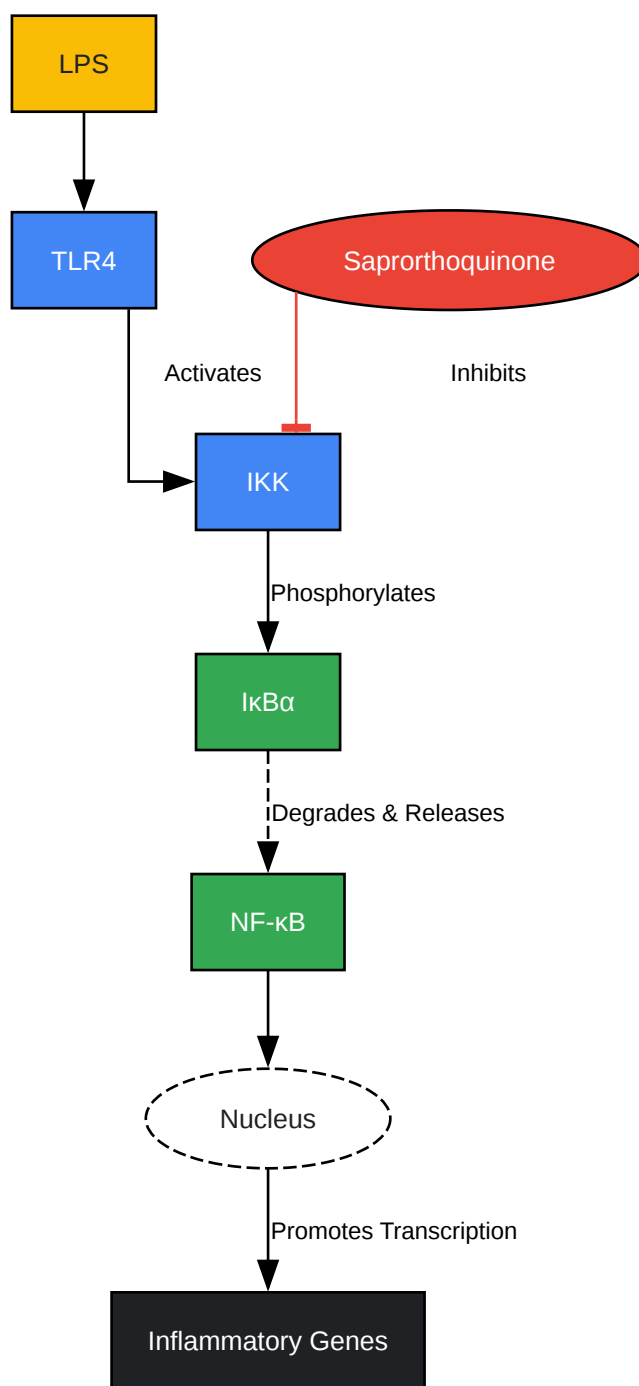 LPS
TLR4
Saprorthoquinone
Activates
Inhibits
IKK
Phosphorylates
IκBα
Degrades & Releases
NF-κB
Nucleus
Promotes Transcription
Inflammatory Genes